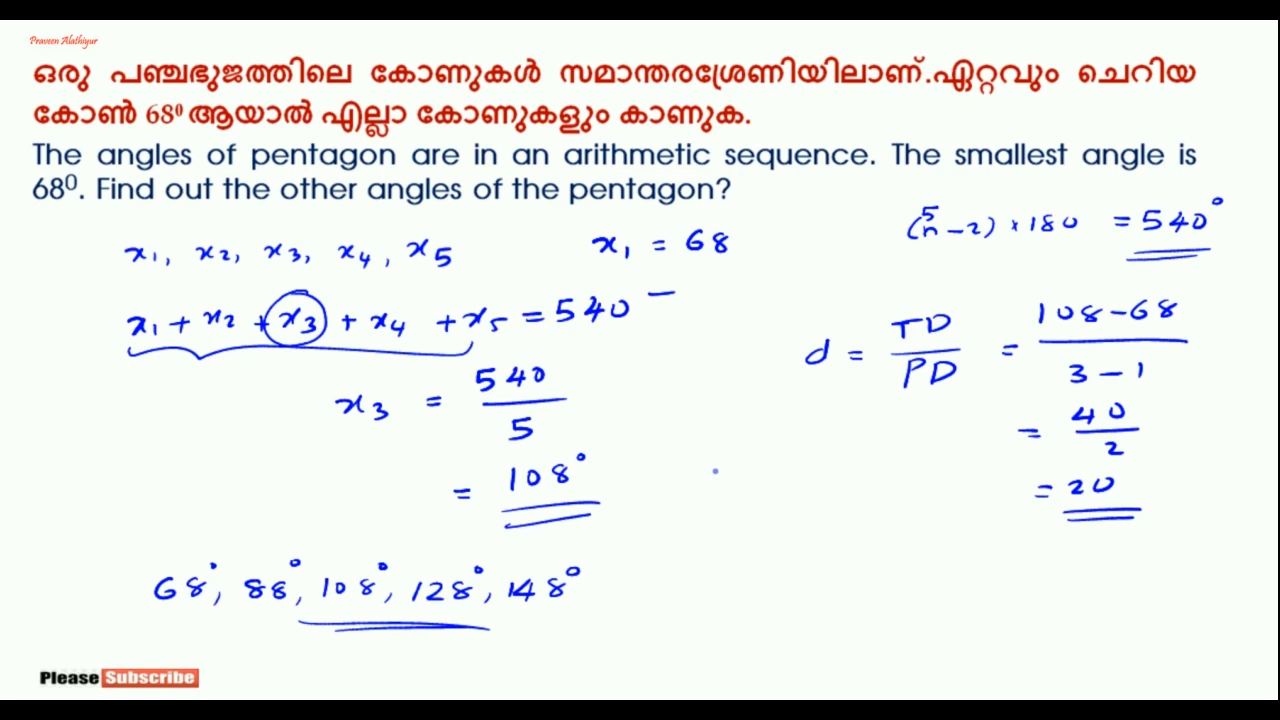 Praveen Alathiyur
ഒരു പഞ്ചഭുജത്തിലെ കോണുകൾ സമാന്തരശ്രേണിയിലാണ്.ഏറ്റവും ചെറിയ
കോൺ 68⁰ ആയാൽ എല്ലാ കോണുകളും കാണുക.
The angles of pentagon are in an arithmetic sequence. The smallest angle is
68⁰. Find out the other angles of the pentagon?
5
(n - 2) × 180 = 540°
x₁, x₂, x₃, x₄, x₅
x₁ = 68
x₁ + x₂ + x₃ + x₄ + x₅ = 540
d = TD/PD = 108-68/3-1
x₃ = 540/5
= 40/2
= 108°
= 20
68°, 88°, 108°, 128°, 148°
Please Subscribe